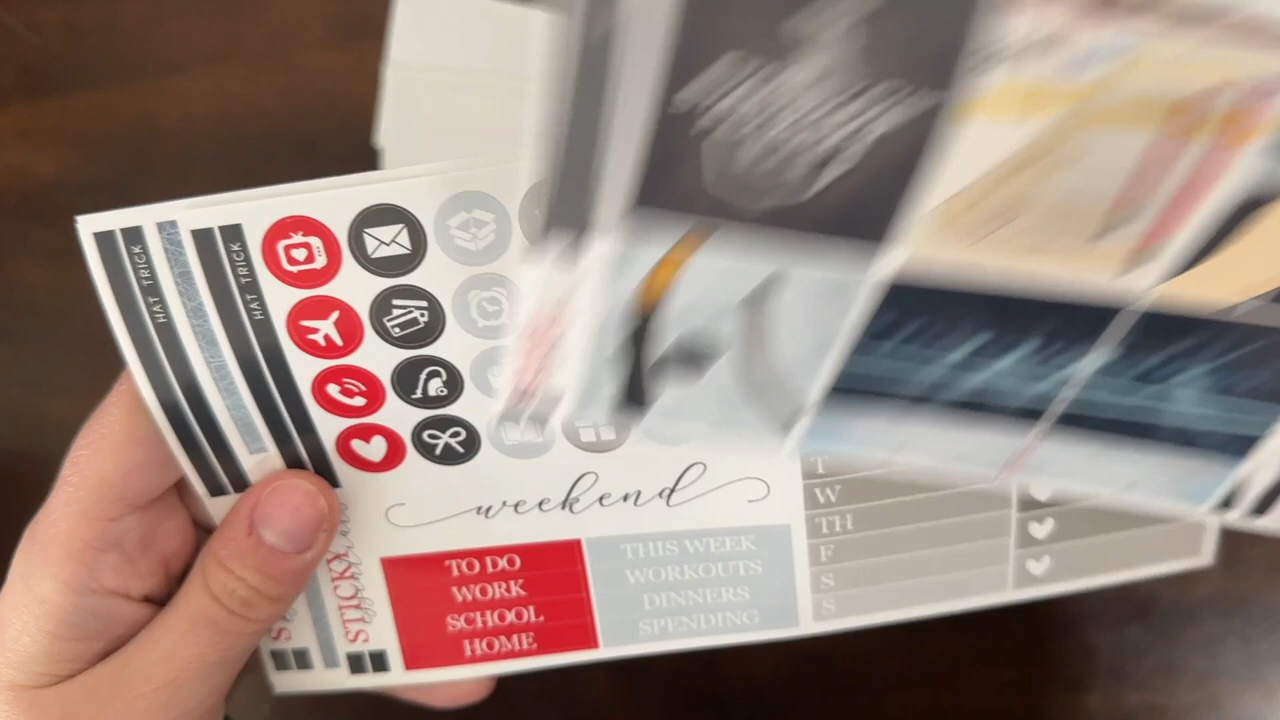 HAT TRICK
HAT TRICK
weekend
STICKY
TO DO
WORK
SCHOOL
HOME
THIS WEEK
WORKOUTS
DINNERS
SPENDING
T
W
TH
F
S
S